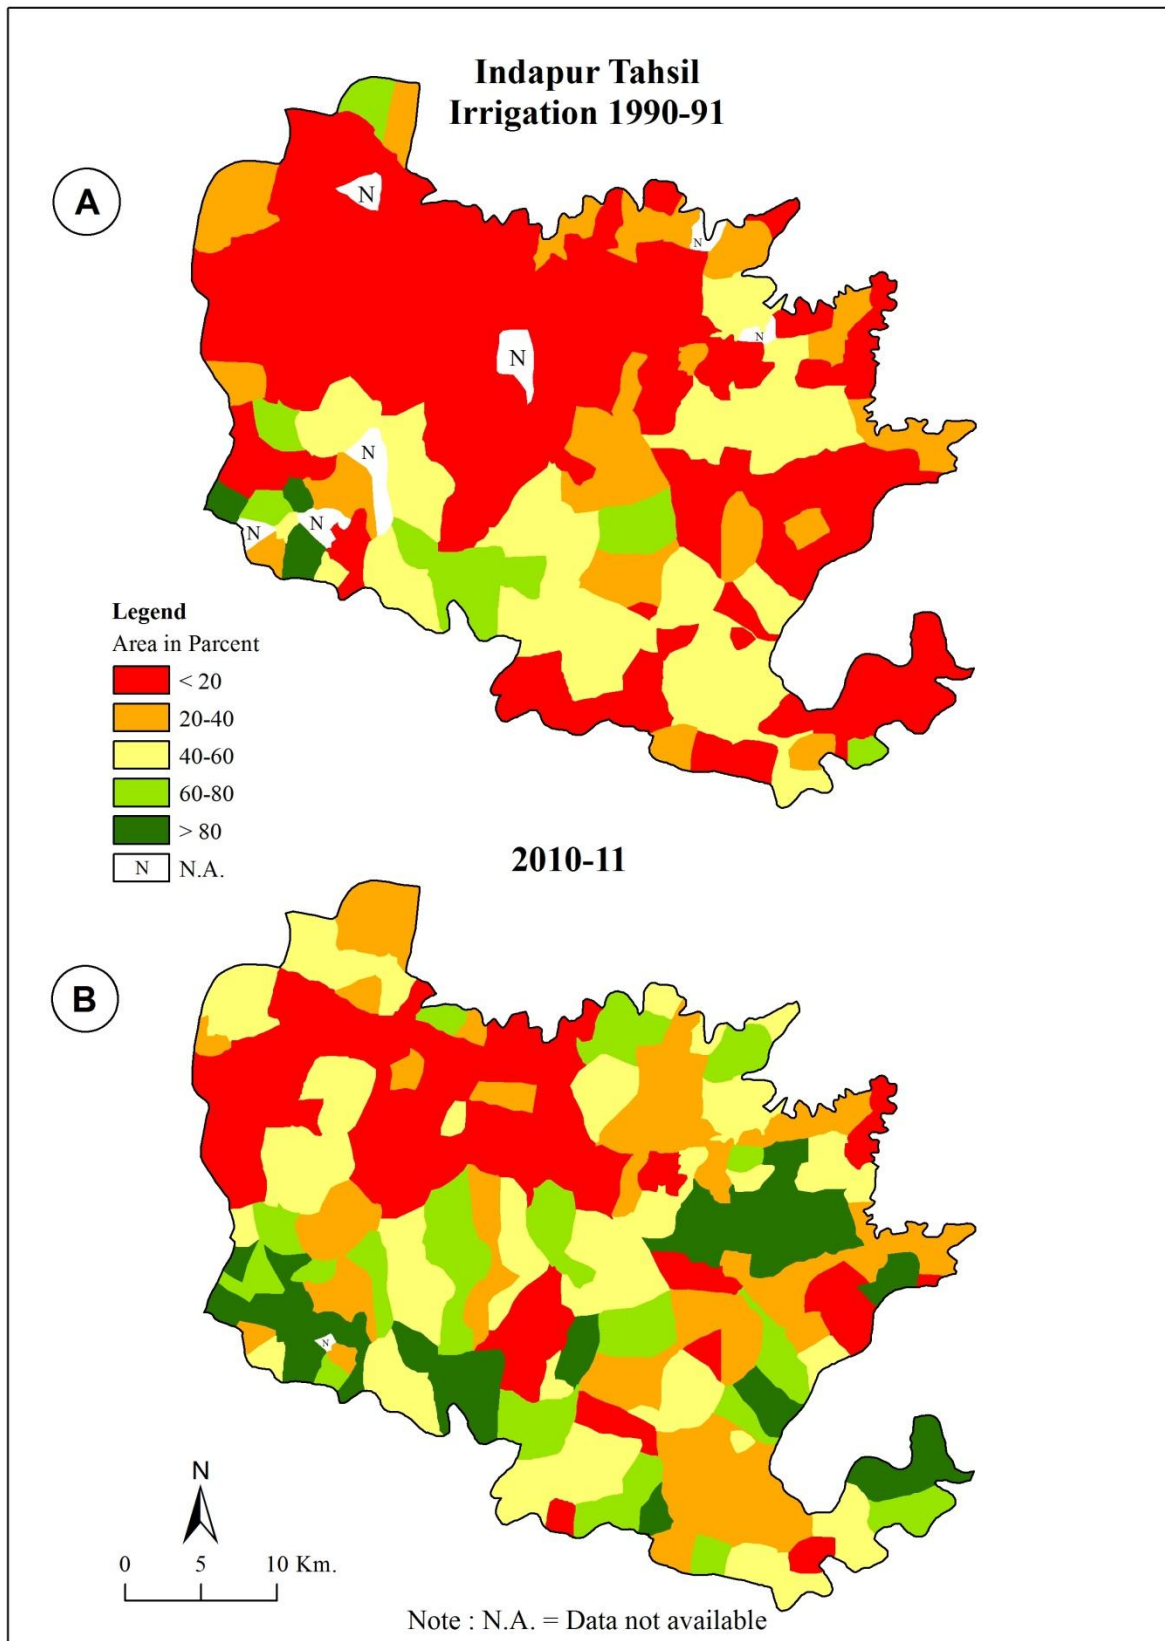 Indapur Tahsil
Irrigation 1990-91
A
N
N
N
N
N
N
N
Legend
Area in Parcent
< 20
20-40
40-60
60-80
> 80
N N.A.
2010-11
B
N
N
0 5 10 Km.
Note : N.A. = Data not available